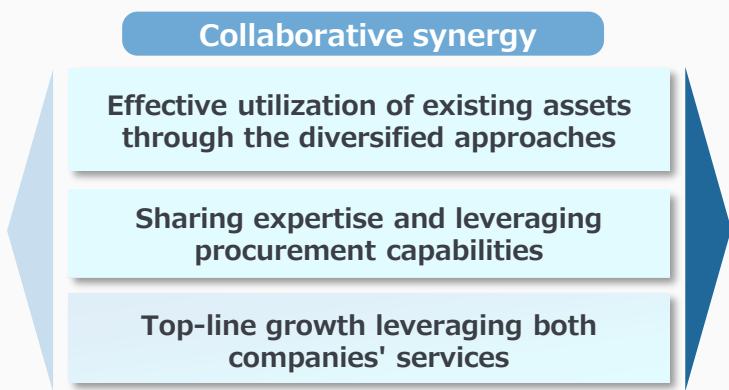 Collaborative synergy
Effective utilization of existing assets
through the diversified approaches
Sharing expertise and leveraging
procurement capabilities
Top-line growth leveraging both
companies' services